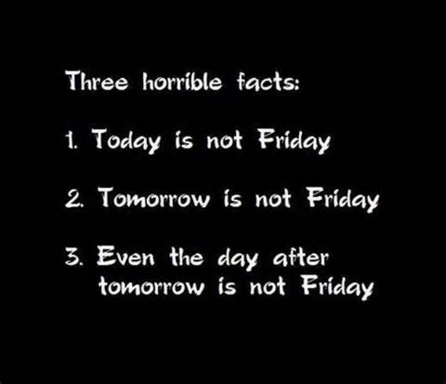 Three horrible facts:
1. Today is not Friday
2. Tomorrow is not Friday
3. Even the day after
tomorrow is not Friday